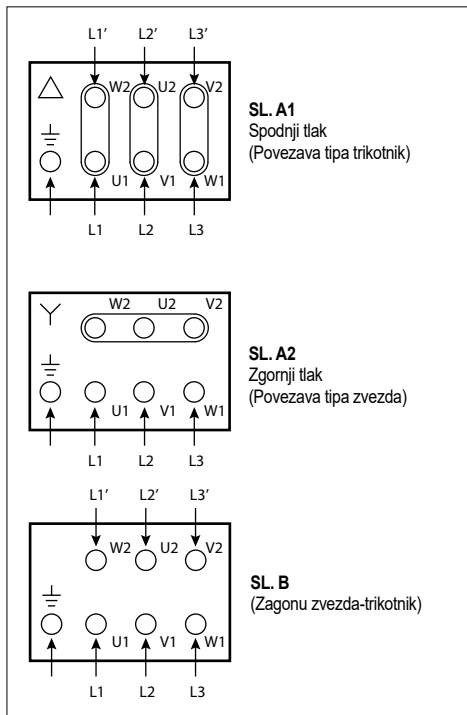 L1’ L2’ L3’
W2 U2 V2
U1 V1 W1
L1 L2 L3
SL. A1
Spodnji tlak
(Povezava tipa trikotnik)
W2 U2 V2
U1 V1 W1
L1 L2 L3
SL. A2
Zgornji tlak
(Povezava tipa zvezda)
L1’ L2’ L3’
W2 U2 V2
U1 V1 W1
L1 L2 L3
SL. B
(Zagonu zvezda-trikotnik)